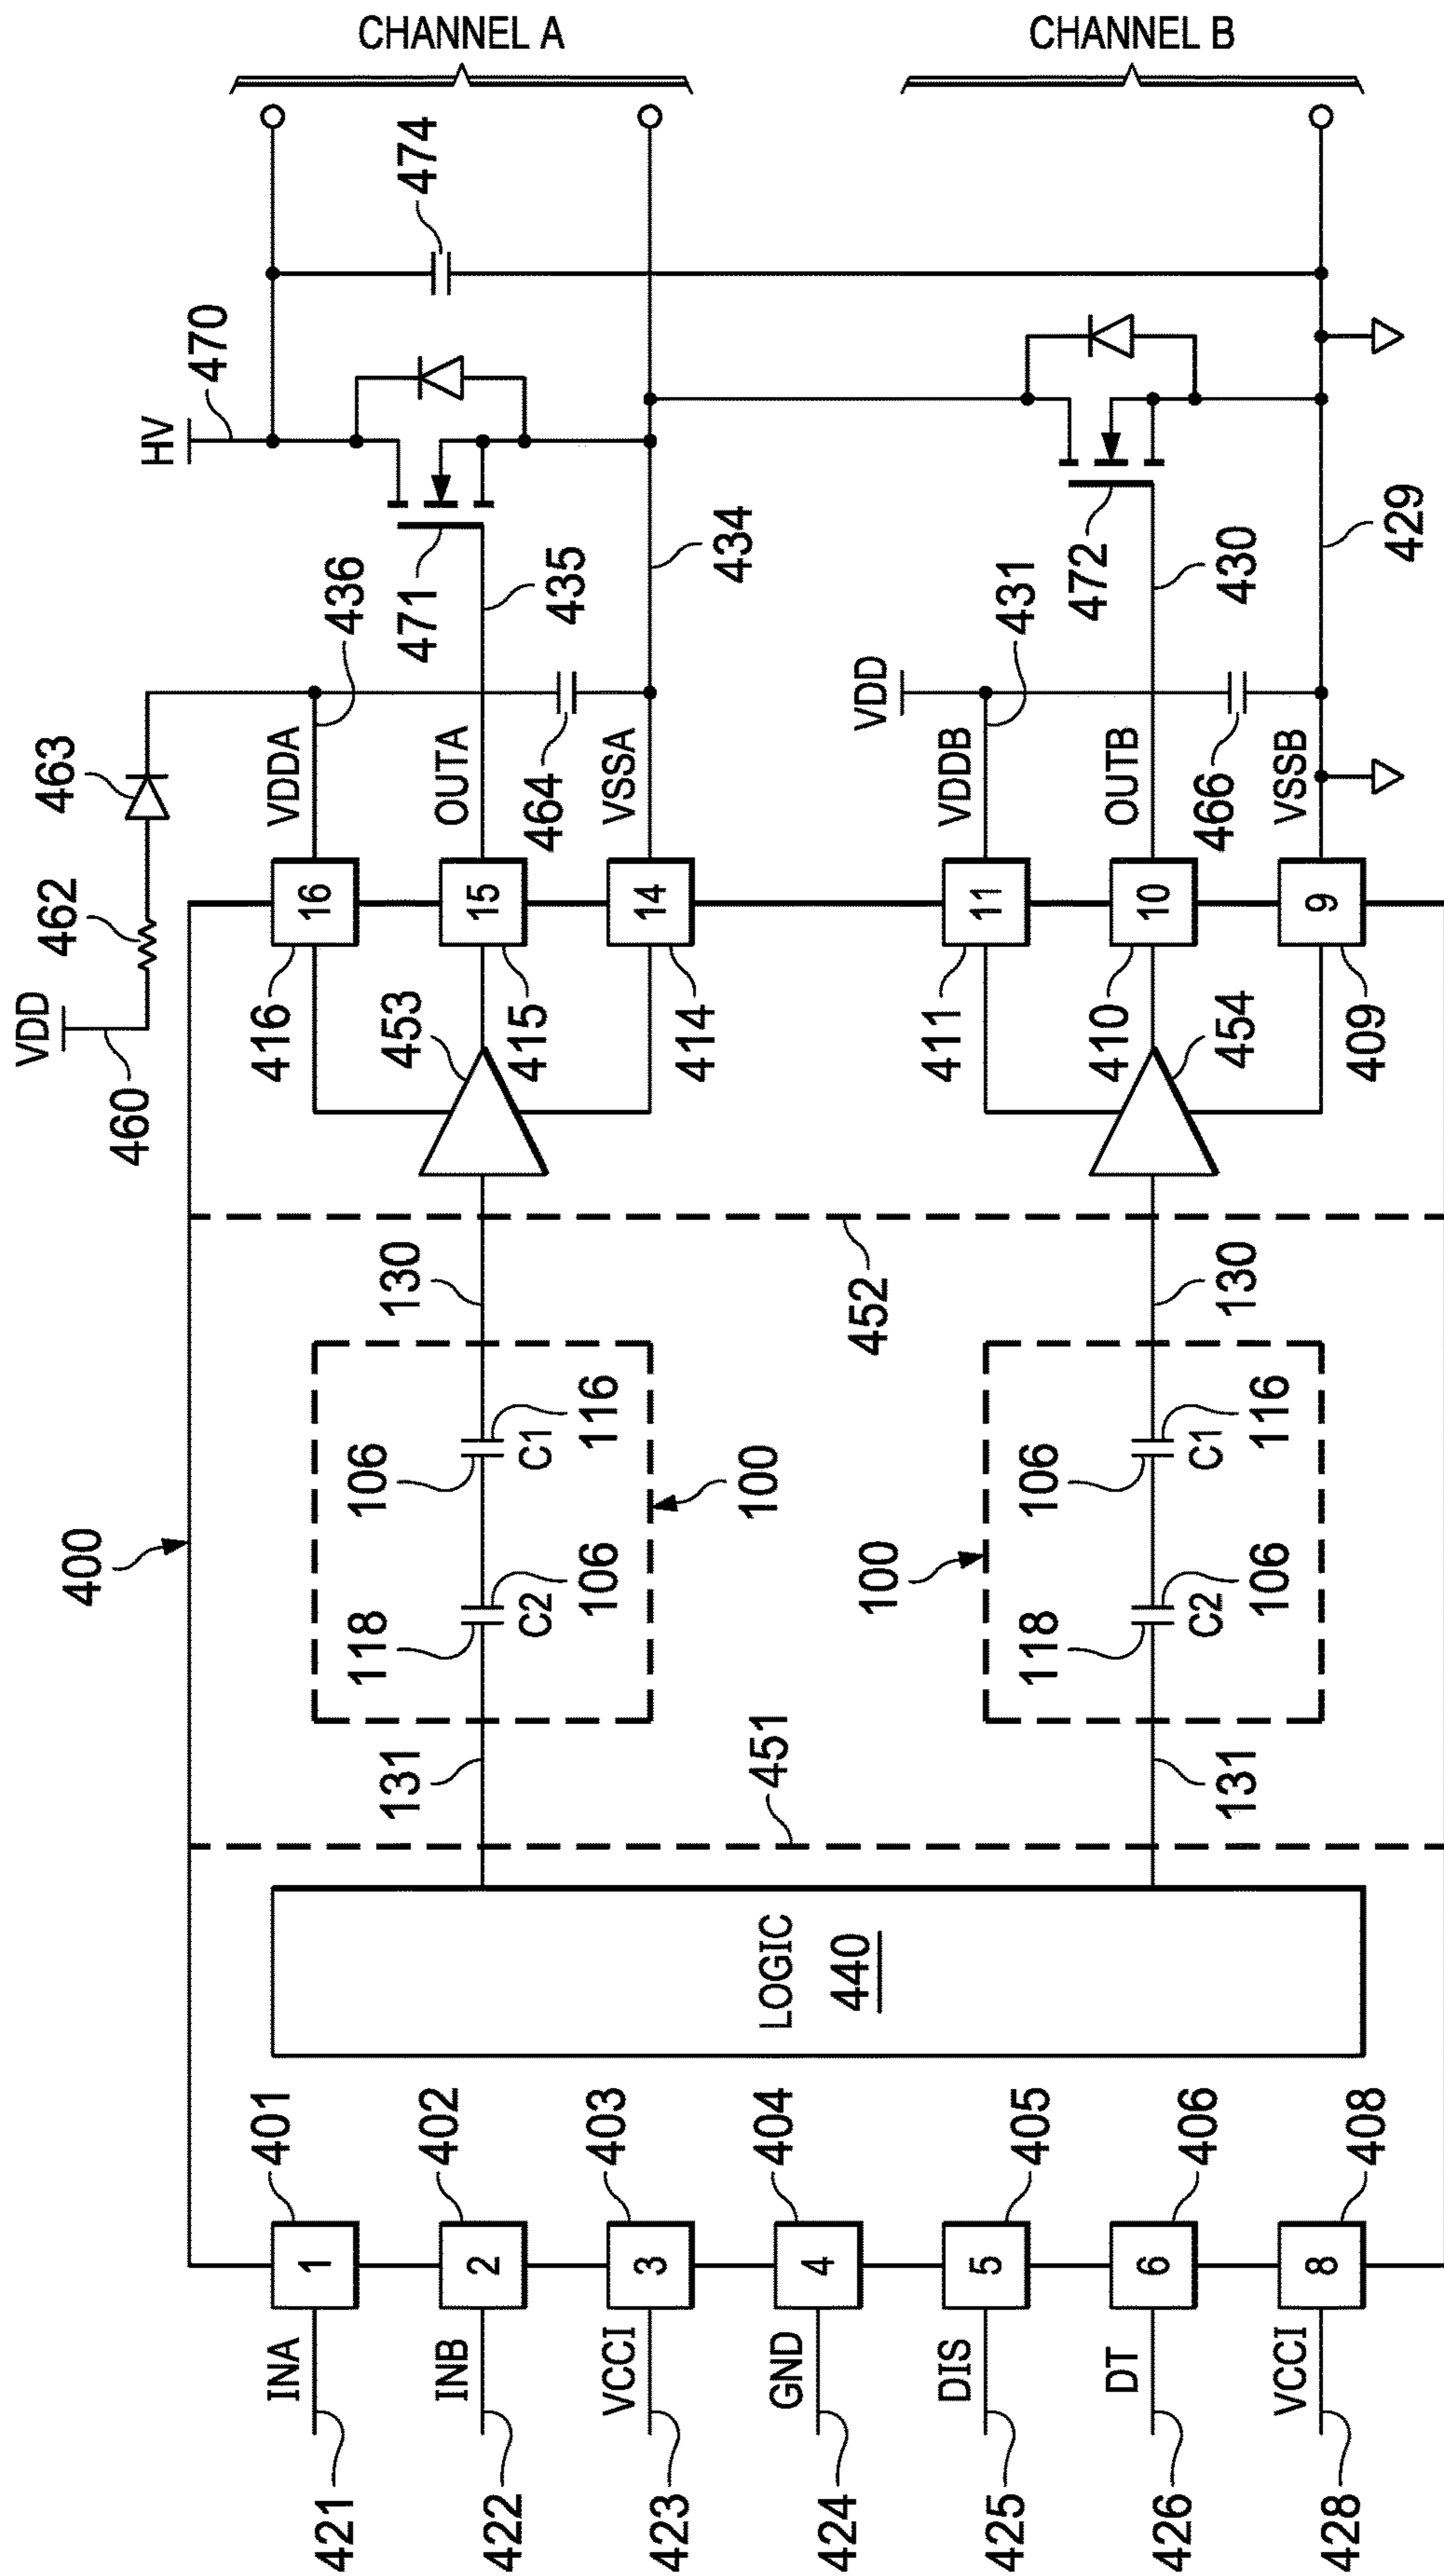 CHANNEL A
CHANNEL B
HV
470
474
VDD
460
462
463
VDDA
436
OUTA
471
435
464
VSSA
434
VDD
VDDB
431
OUTB
472
430
466
VSSB
429
16
416
15
415
14
414
11
411
10
410
9
409
453
454
452
130
130
400
106
C1
116
118
C2
106
100
100
106
C1
116
118
C2
106
131
451
131
LOGIC
440
1
401
2
402
3
403
4
404
5
405
6
406
8
408
INA
421
INB
422
VCCI
423
GND
424
DIS
425
DT
426
VCCI
428